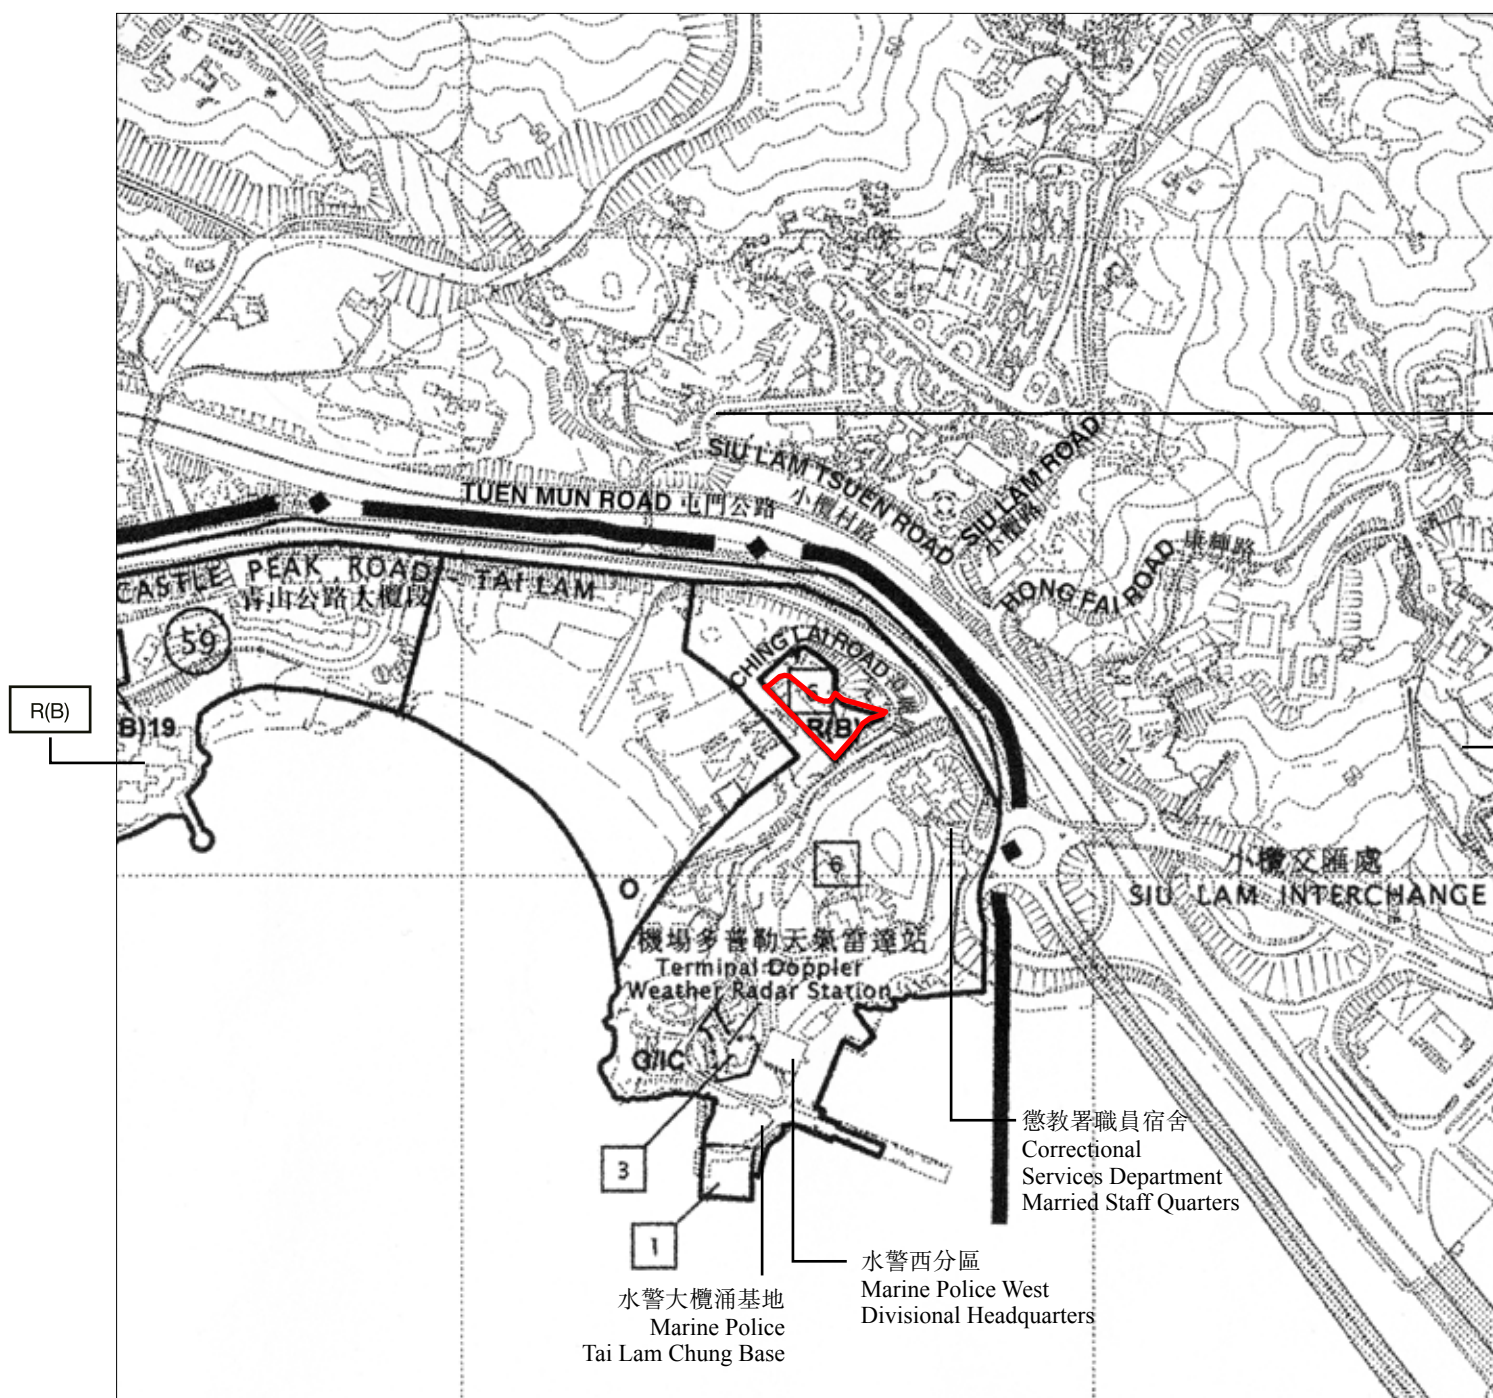 50
50
50
SIU LAM TSUEN ROAD
小欖村路
SIU LAM ROAD
小欖路
TUEN MUN ROAD 屯門公路
HONG FAI ROAD 康輝路
CASTLE PEAK ROAD - TAI LAM
青山公路大欖段
59
CHING LAI ROAD
R(B)
B)19
6
R(B)
50
6
O
小欖交匯處
SIU LAM INTERCHANGE
機場多普勒天氣雷達站
Terminal Doppler
Weather Radar Station
G/IC
3
1
懲教署職員宿舍
Correctional
Services Department
Married Staff Quarters
水警西分區
Marine Police West
Divisional Headquarters
水警大欖涌基地
Marine Police
Tai Lam Chung Base